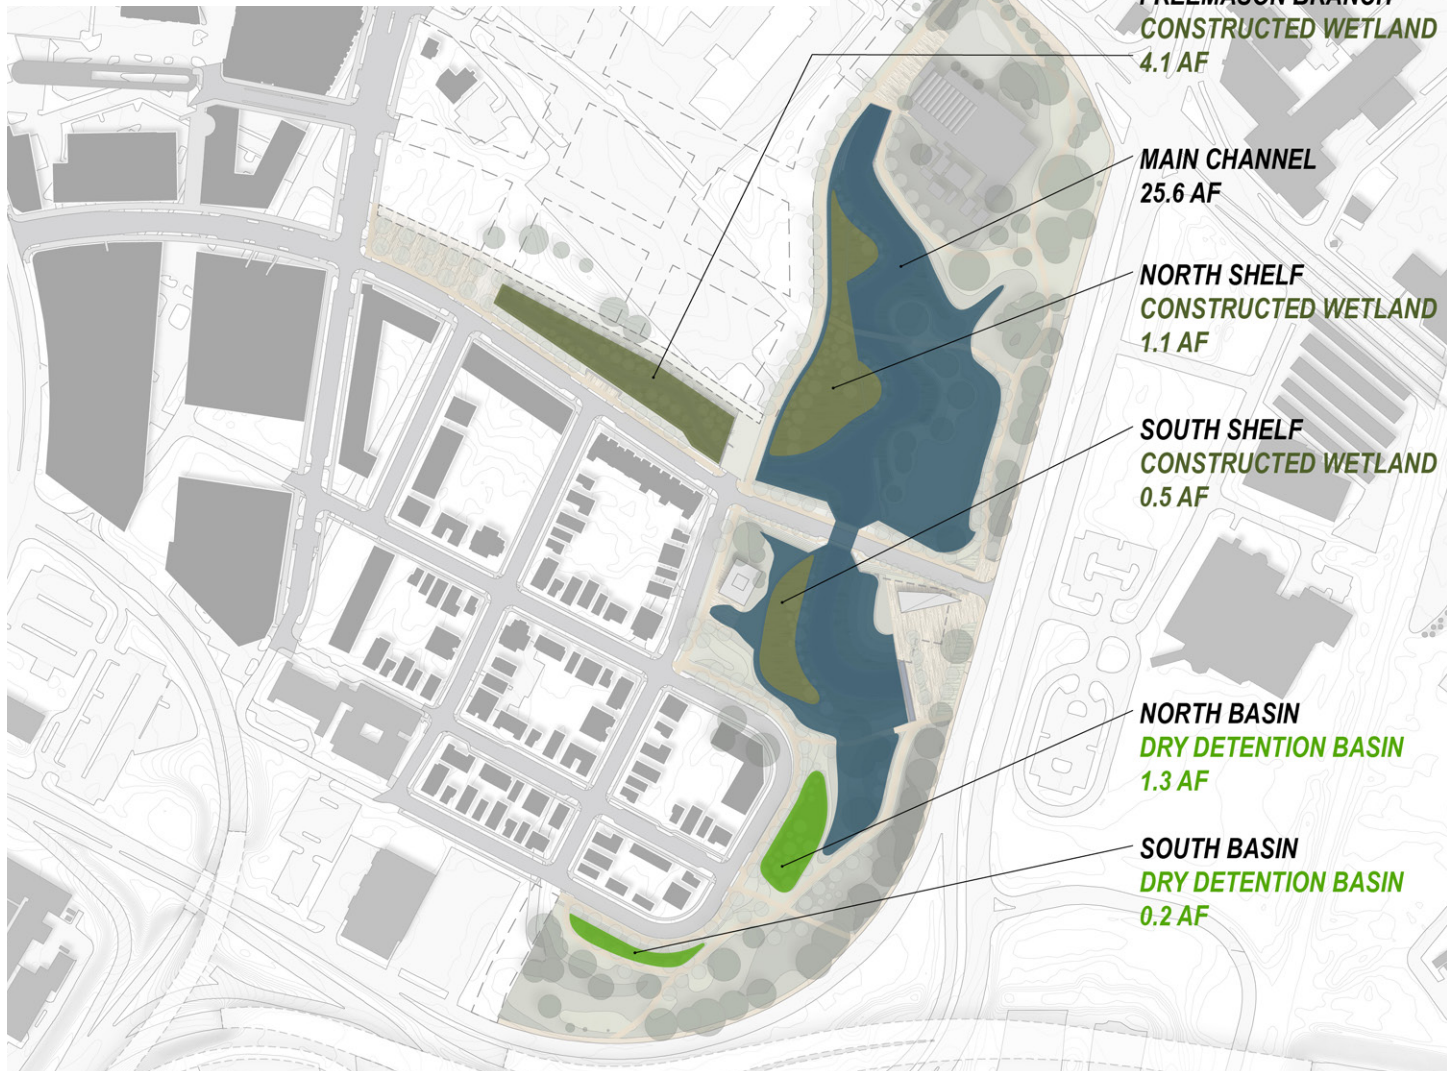 FREEMASON BRANCH
CONSTRUCTED WETLAND
4.1 AF
MAIN CHANNEL
25.6 AF
NORTH SHELF
CONSTRUCTED WETLAND
1.1 AF
SOUTH SHELF
CONSTRUCTED WETLAND
0.5 AF
NORTH BASIN
DRY DETENTION BASIN
1.3 AF
SOUTH BASIN
DRY DETENTION BASIN
0.2 AF